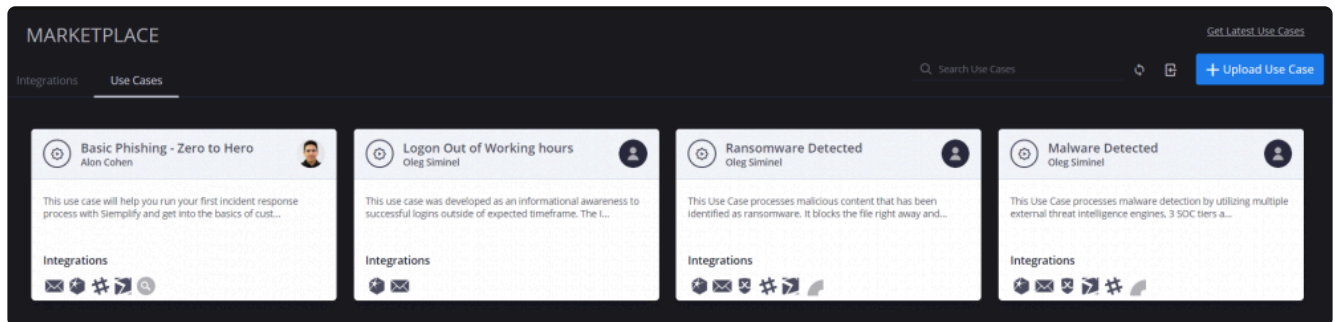 MARKETPLACE
Get Latest Use Cases
Integrations
Use Cases
Search Use Cases
+ Upload Use Case
Basic Phishing - Zero to Hero
Alon Cohen
This use case will help you run your first incident response
process with Siemplify and get into the basics of cust...
Integrations
Logon Out of Working hours
Oleg Siminel
This use case was developed as an informational awareness to
successful logins outside of expected timeframe. The I...
Integrations
Ransomware Detected
Oleg Siminel
This Use Case processes malicious content that has been
identified as ransomware. It blocks the file right away and...
Integrations
Malware Detected
Oleg Siminel
This Use Case processes malware detection by utilizing multiple
external threat intelligence engines, 3 SOC tiers a...
Integrations